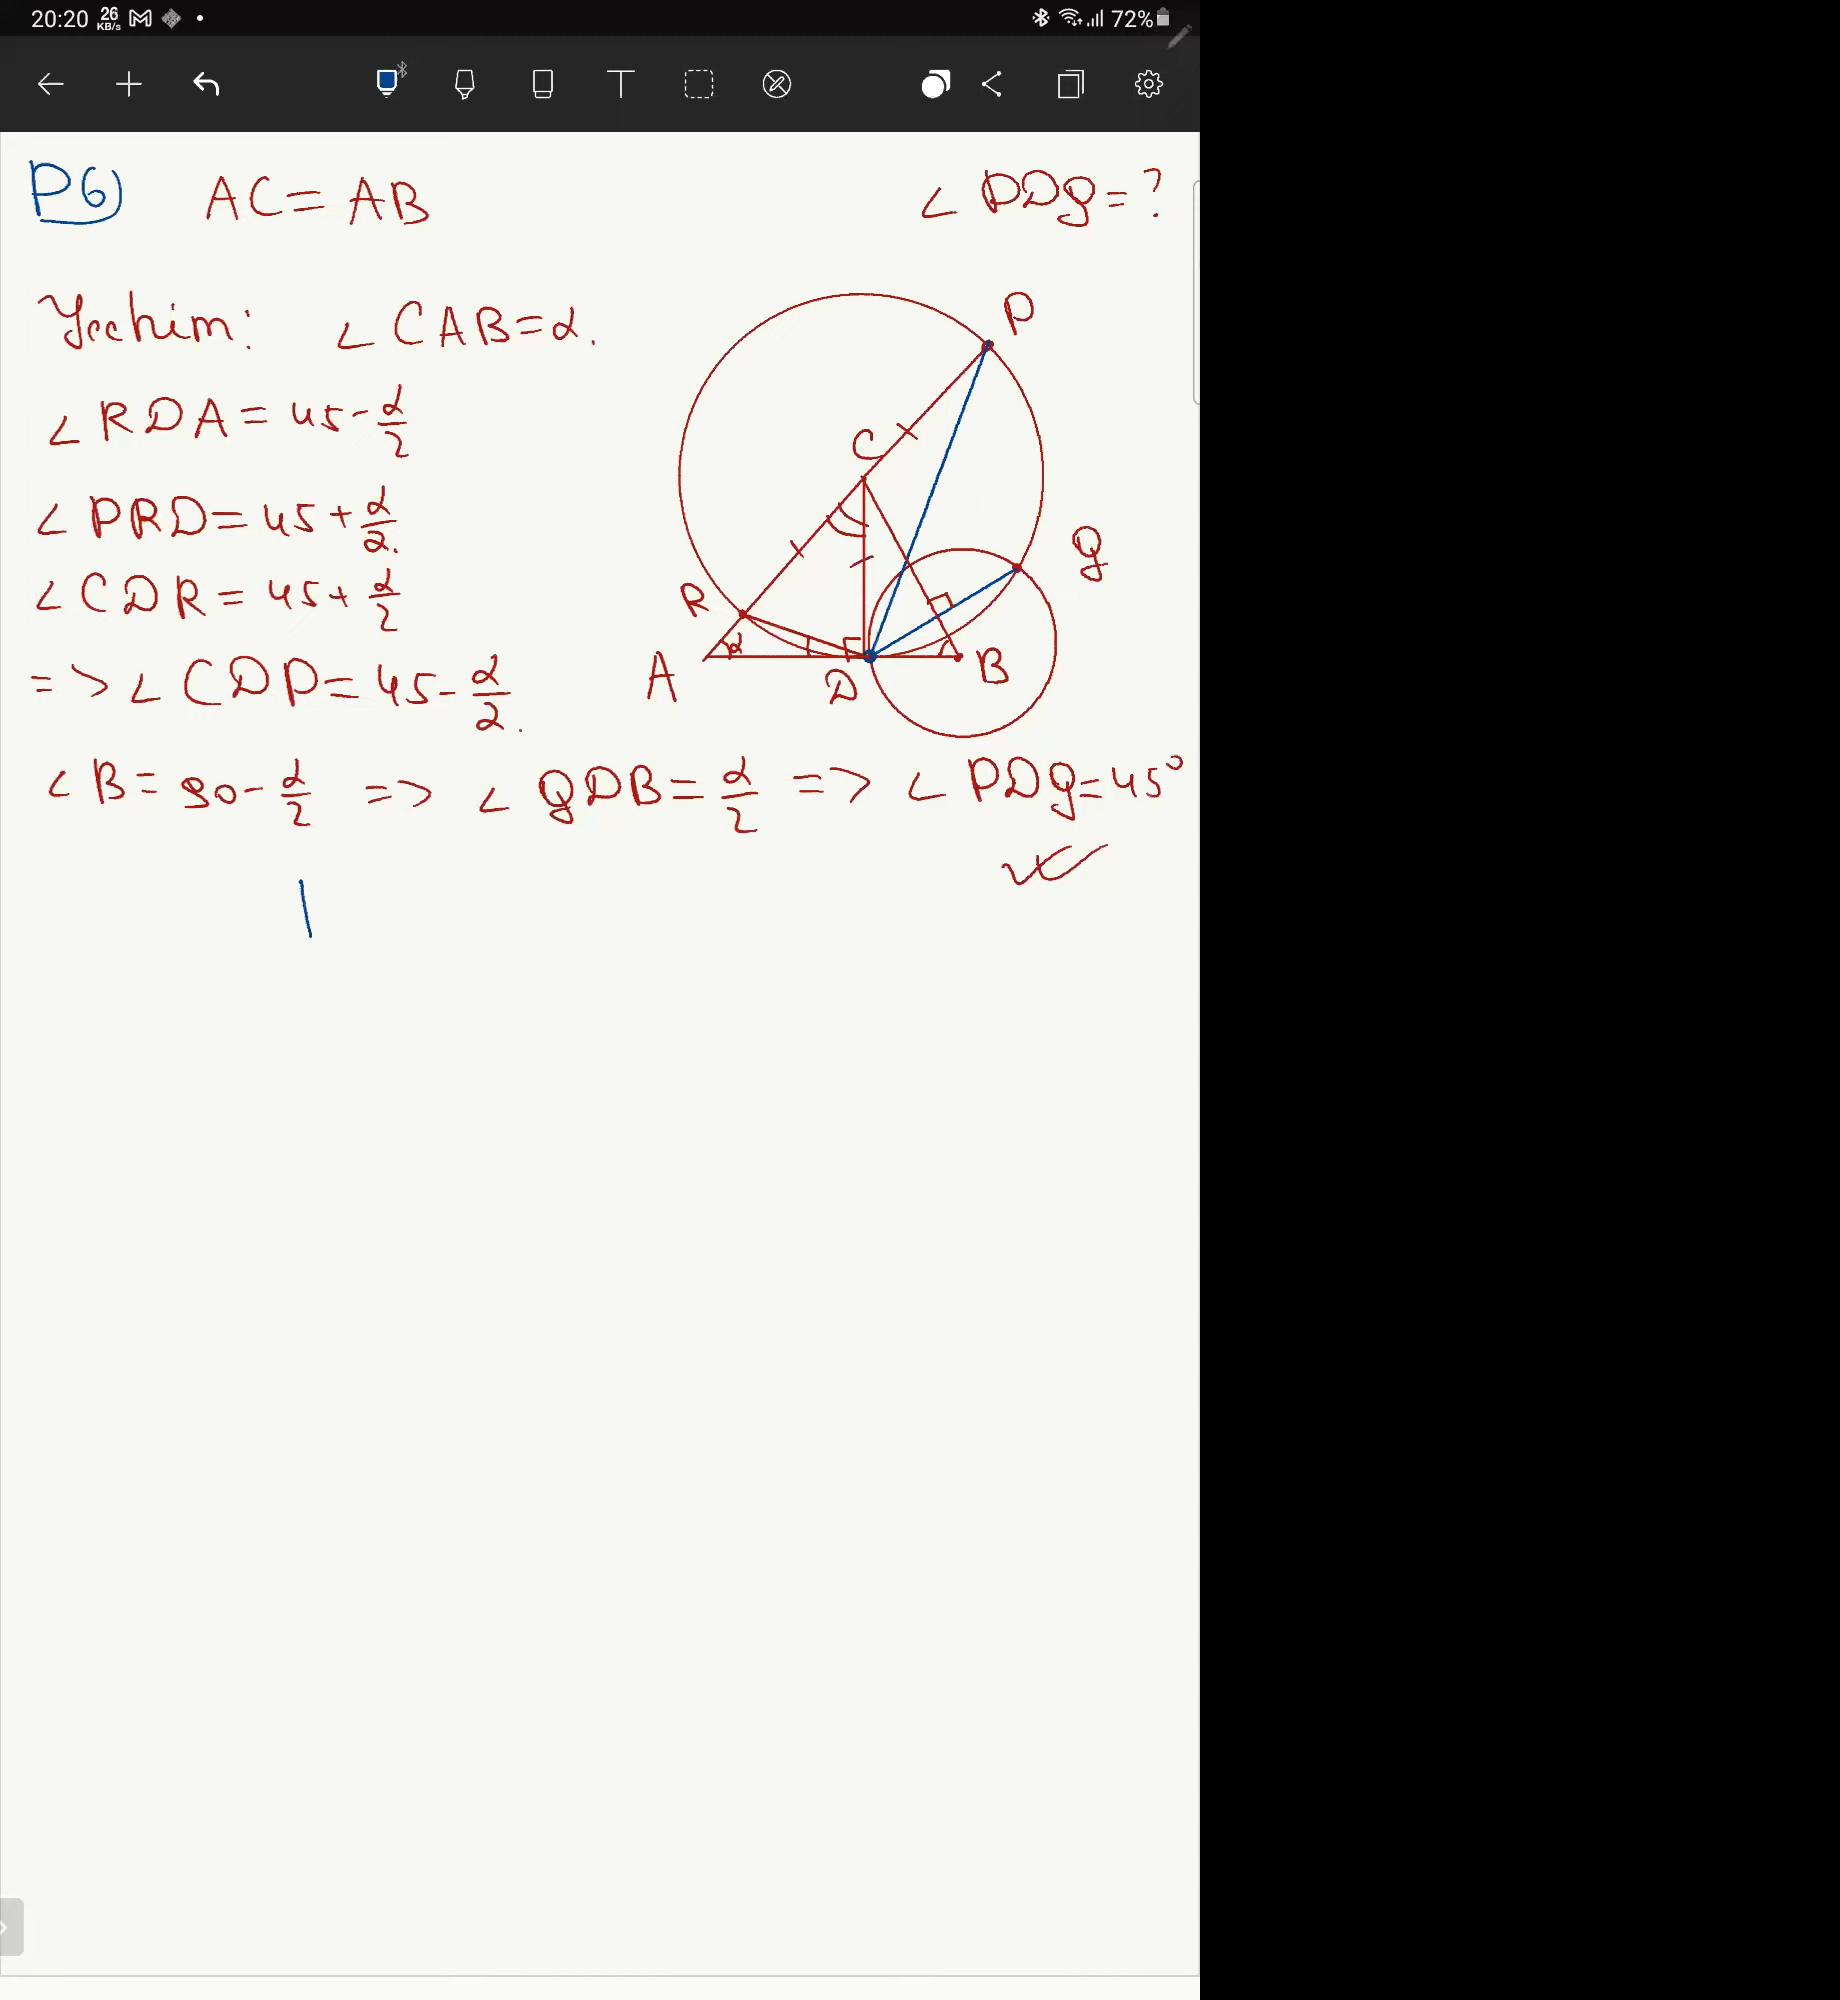 20:20 26 KB/s 72%
P6) AC = AB ∠PDQ = ?
Yechim: ∠CAB = α.
∠RDA = 45 - α/2
∠PRD = 45 + α/2.
∠CDR = 45 + α/2
=> ∠CDP = 45 - α/2.
∠B = 90 - α/2 => ∠QDB = α/2 => ∠PDQ = 45°
P
C
Q
R
α
A
D
B